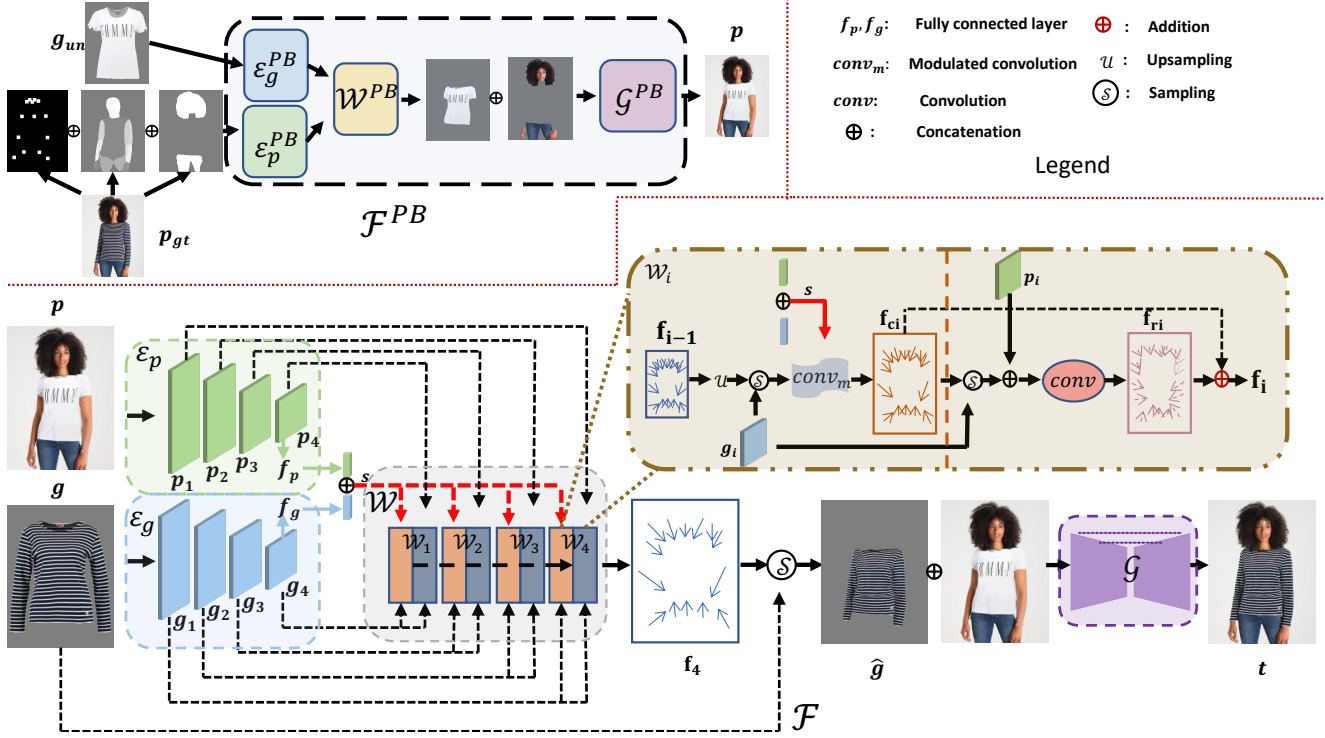 g_un
ε_g^PB
ε_p^PB
W^PB
G^PB
p
F^PB
p_gt
f_p, f_g: Fully connected layer
conv_m: Modulated convolution
conv: Convolution
⊕ : Concatenation
⊕ : Addition
U : Upsampling
Ⓢ : Sampling
Legend
W_i
f_i-1
U
S
g_i
s
conv_m
f_ci
S
p_i
conv
f_ri
f_i
p
ε_p
p_1
p_2
p_3
p_4
f_p
g
ε_g
g_1
g_2
g_3
g_4
f_g
s
W
W_1
W_2
W_3
W_4
f_4
S
ĝ
G
t
F